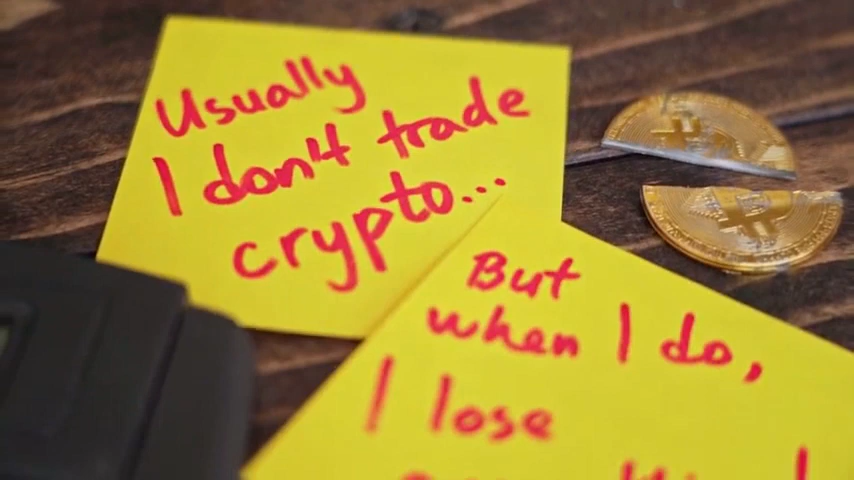 Usually
I don't trade
crypto...
But
when I do,
I lose